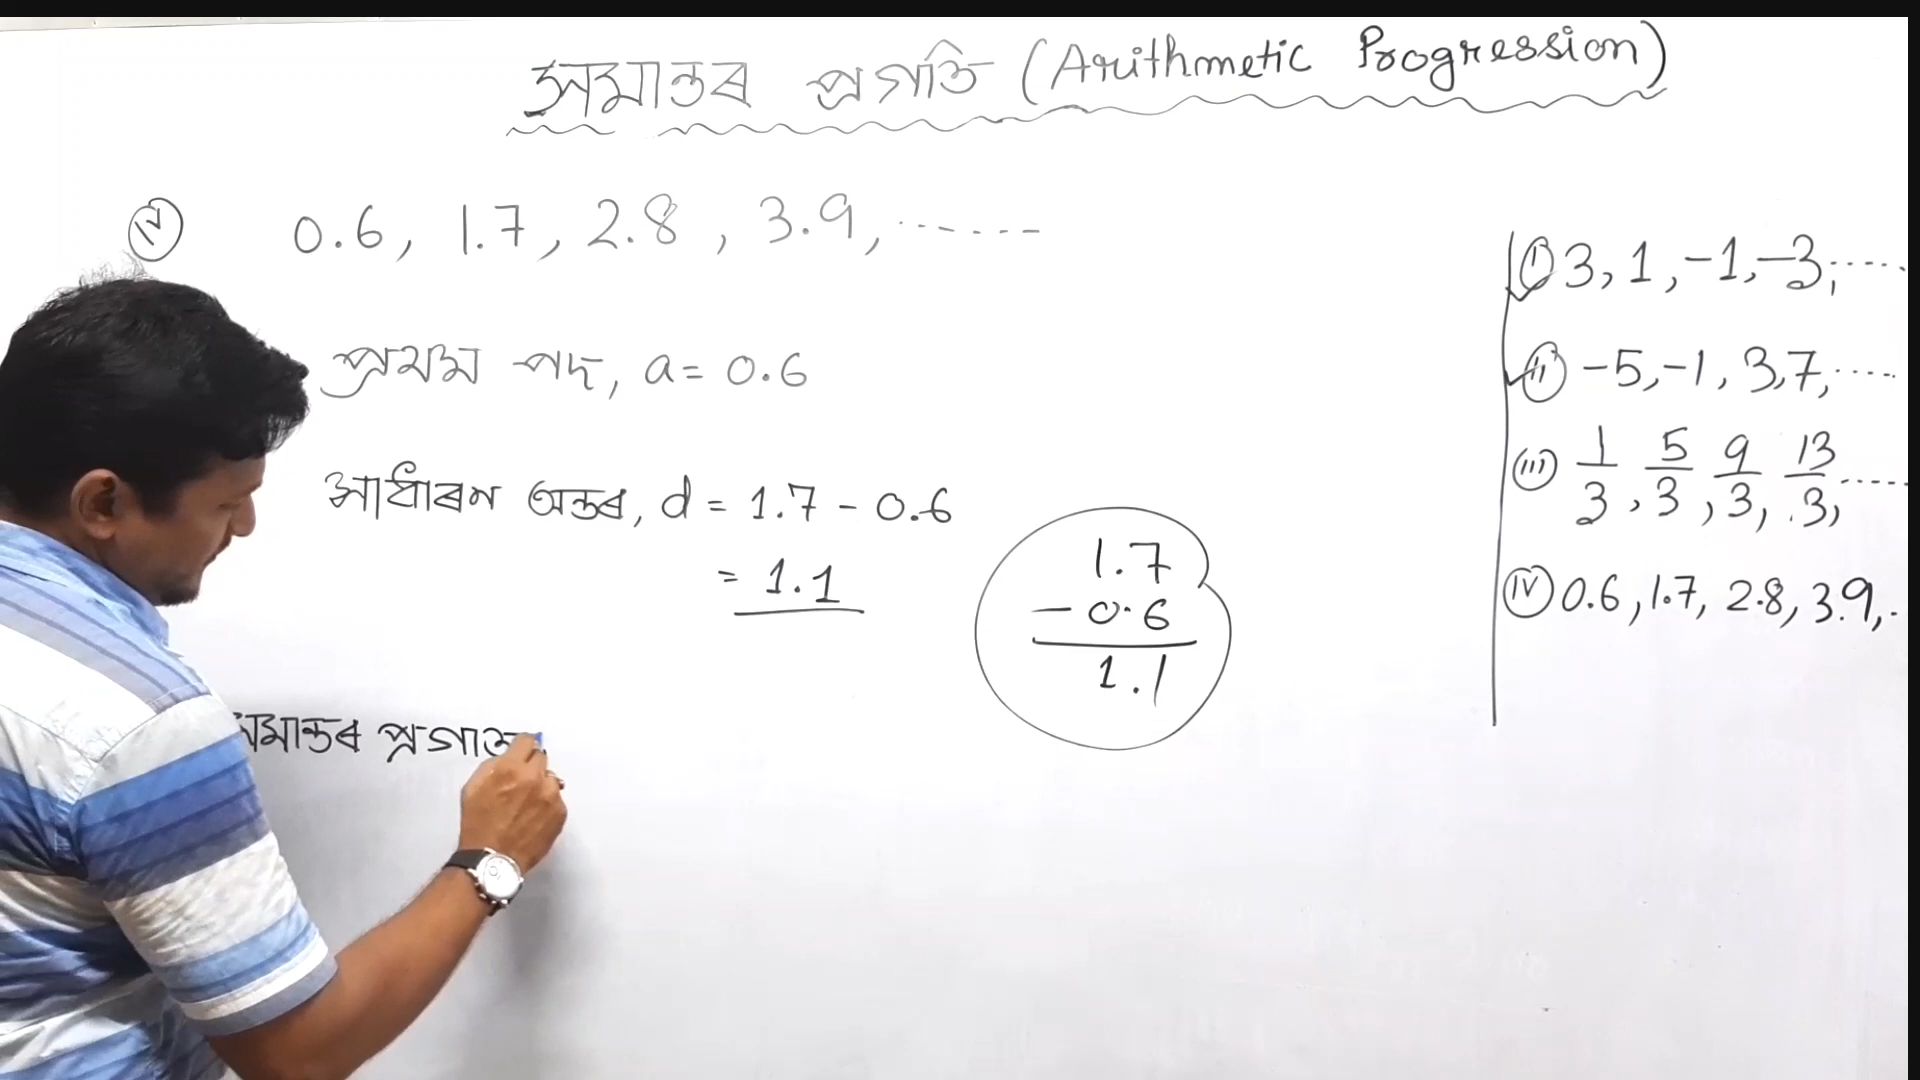 সমান্তৰ প্ৰগতি (Arithmetic Progression)
(iv) 0.6, 1.7, 2.8, 3.9, ......
প্ৰথম পদ, a = 0.6
সাধাৰণ অন্তৰ, d = 1.7 - 0.6
= 1.1
1.7
- 0.6
1.1
সমান্তৰ প্ৰগতি
(i) 3, 1, -1, -3, ....
(ii) -5, -1, 3, 7, ....
(iii) 1/3, 5/3, 9/3, 13/3, ....
(iv) 0.6, 1.7, 2.8, 3.9, .